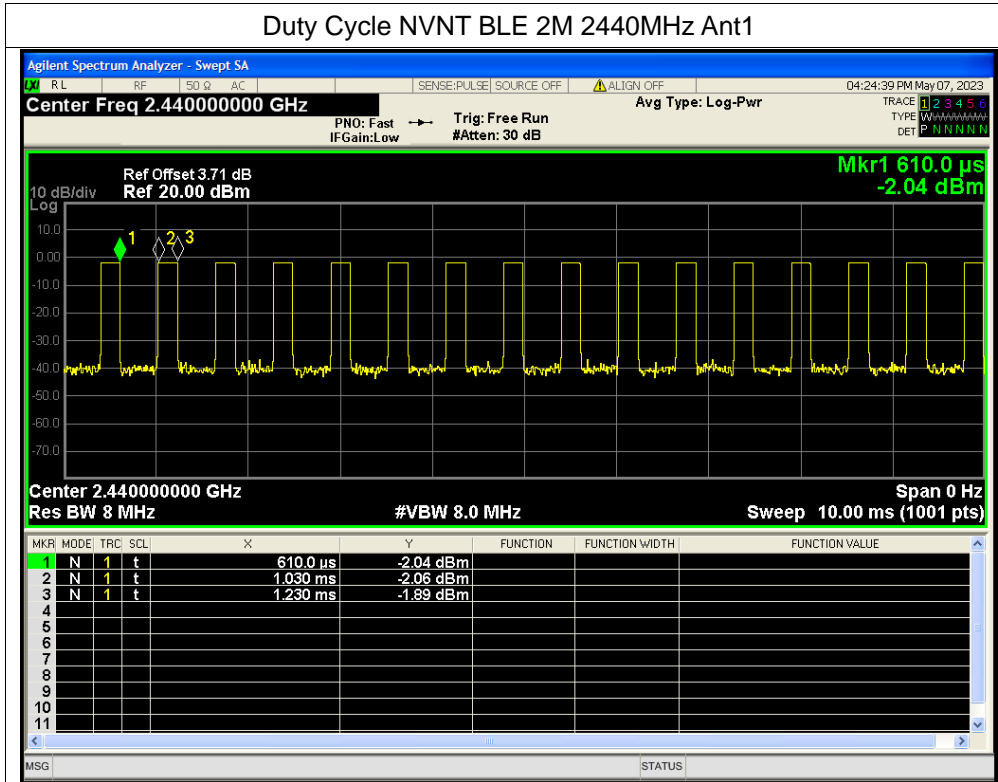 Duty Cycle NVNT BLE 2M 2440MHz Ant1
Agilent Spectrum Analyzer - Swept SA
LXI RL RF 50 Ω AC SENSE:PULSE SOURCE OFF ALIGN OFF 04:24:39 PM May 07, 2023
Center Freq 2.440000000 GHz Avg Type: Log-Pwr TRACE 1 2 3 4 5 6
PNO: Fast Trig: Free Run TYPE WWWWWW
IFGain:Low #Atten: 30 dB DET P N N N N N
Mkr1 610.0 µs
-2.04 dBm
Ref Offset 3.71 dB
10 dB/div Ref 20.00 dBm
Log
10.0
1 2 3
0.00
-10.0
-20.0
-30.0
-40.0
-50.0
-60.0
-70.0
Center 2.440000000 GHz Span 0 Hz
Res BW 8 MHz #VBW 8.0 MHz Sweep 10.00 ms (1001 pts)
MKR MODE TRC SCL X Y FUNCTION FUNCTION WIDTH FUNCTION VALUE
1 N 1 t 610.0 µs -2.04 dBm
2 N 1 t 1.030 ms -2.06 dBm
3 N 1 t 1.230 ms -1.89 dBm
4
5
6
7
8
9
10
11
MSG STATUS